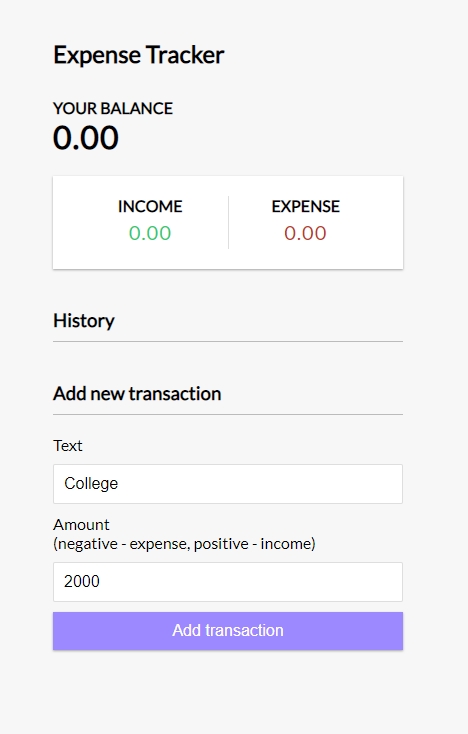 Expense Tracker
YOUR BALANCE
0.00
INCOME EXPENSE
0.00 0.00
History
Add new transaction
Text
College
Amount
(negative - expense, positive - income)
2000
Add transaction